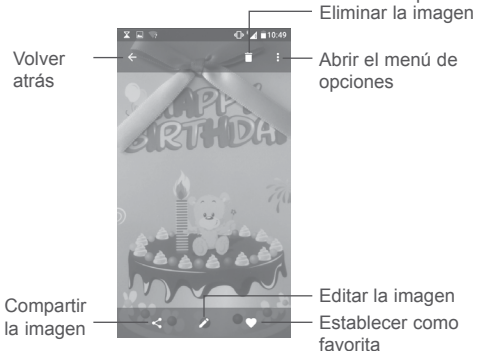 Eliminar la imagen
10:49
Volver
atrás
Abrir el menú de
opciones
HAPPY
BIRTHDA
Compartir
la imagen
Editar la imagen
Establecer como
favorita